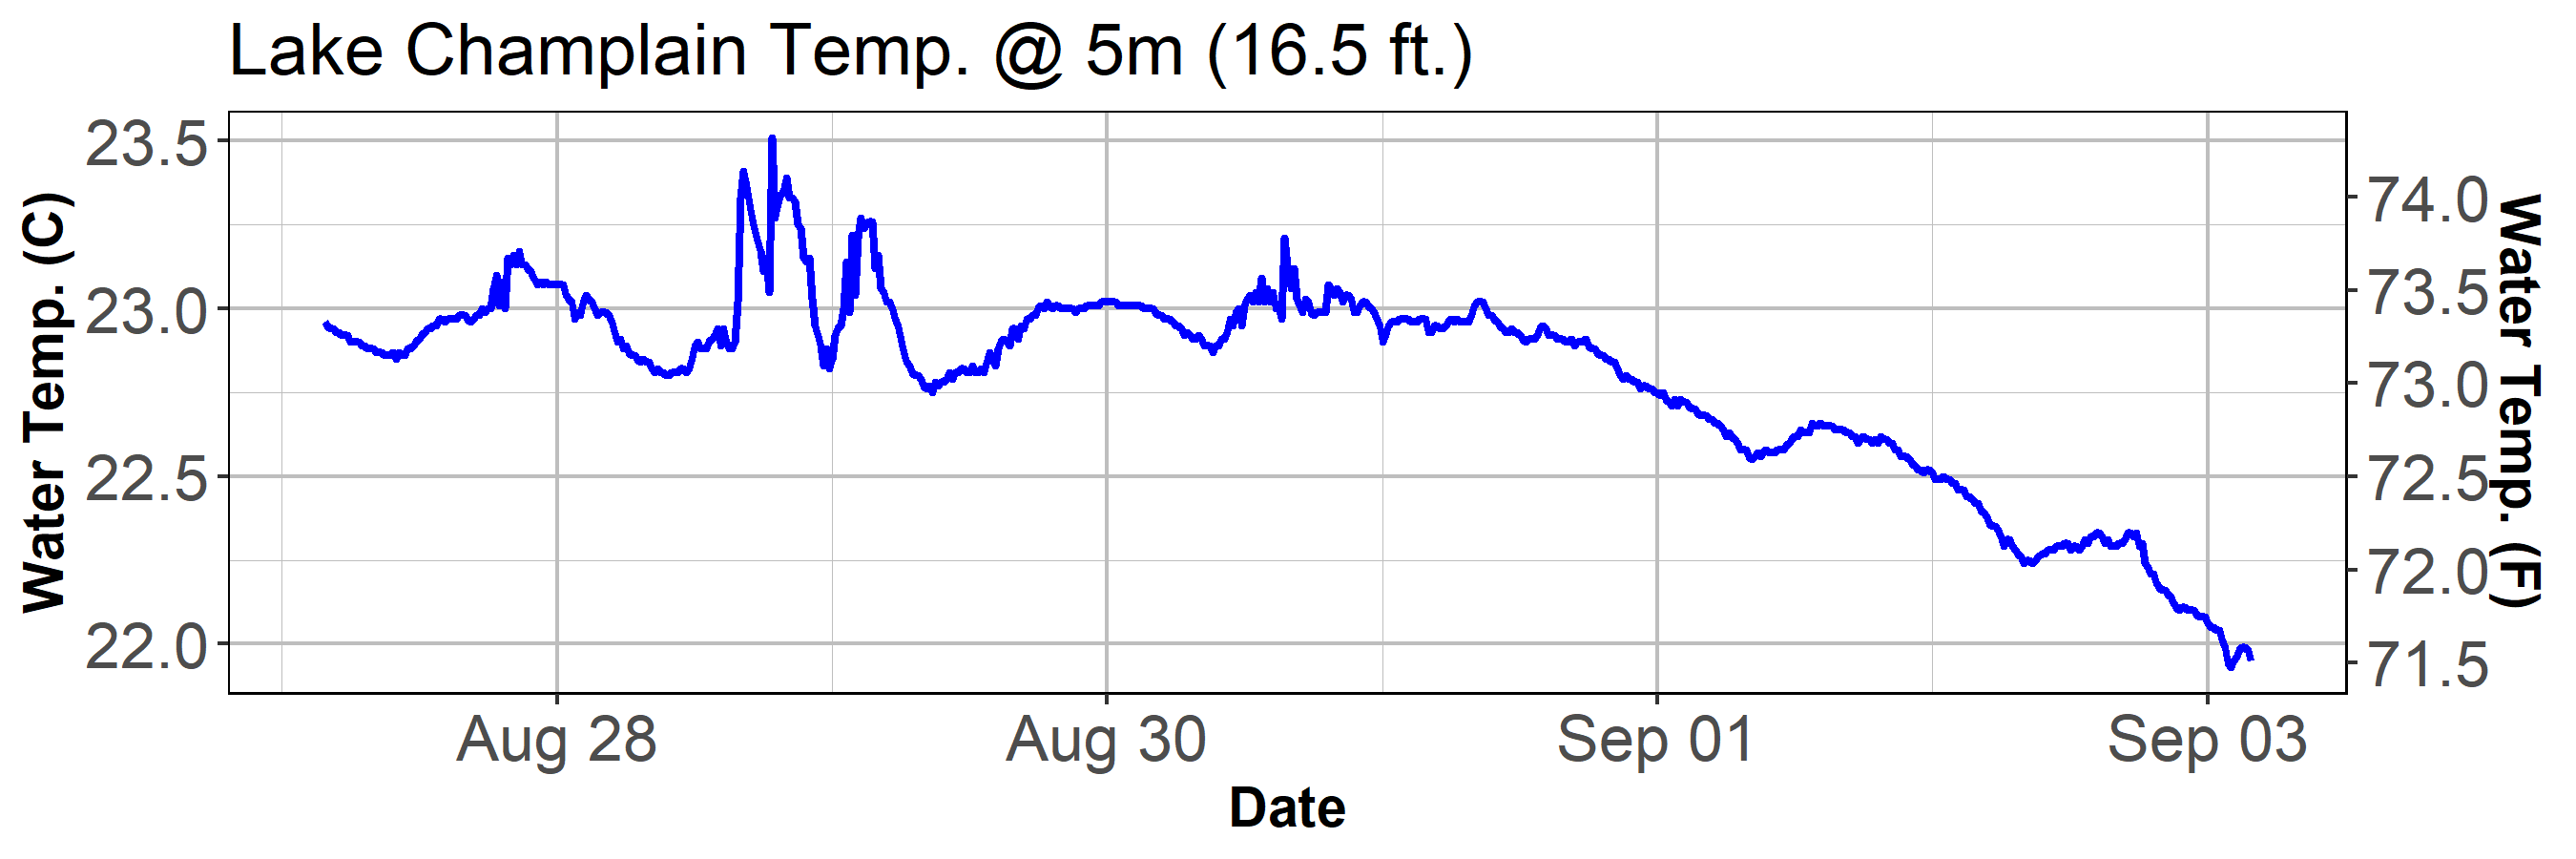 Lake Champlain Temp. @ 5m (16.5 ft.)
Water Temp. (C)
23.5
23.0
22.5
22.0
74.0
73.5
73.0
72.5
72.0
71.5
Water Temp. (F)
Aug 28
Aug 30
Sep 01
Sep 03
Date